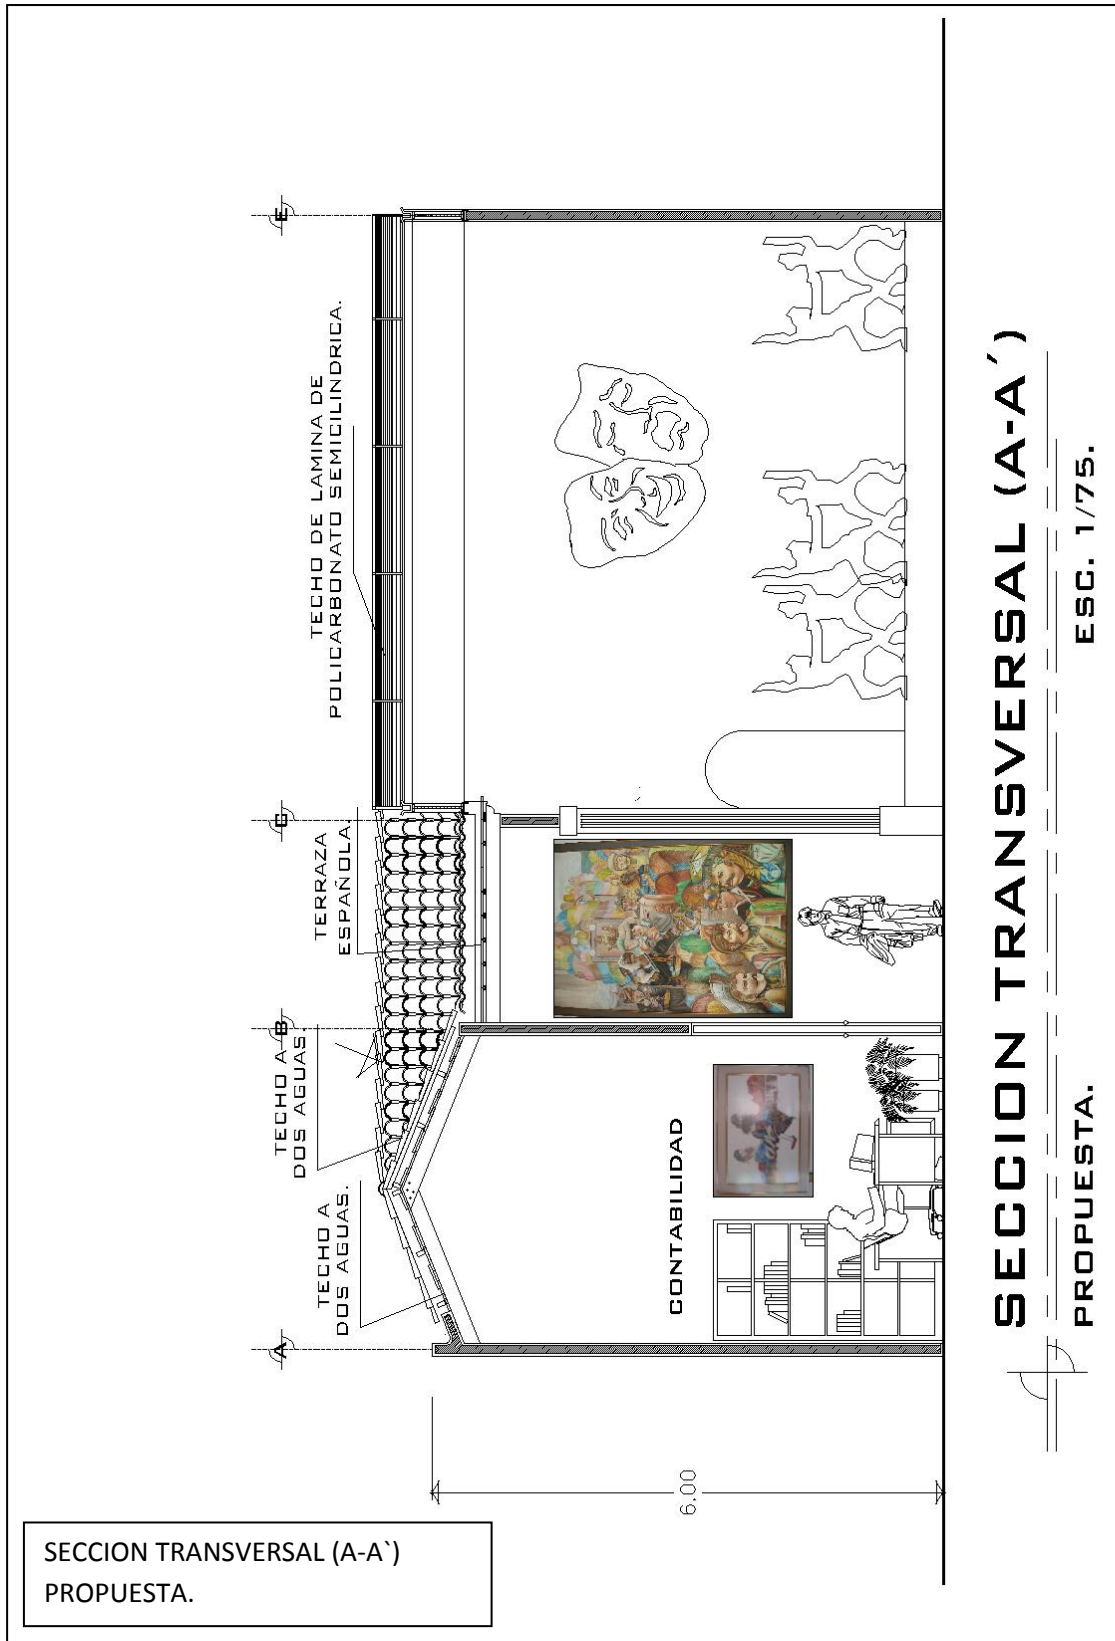 A
B
C
E
TECHO A
DOS AGUAS.
TECHO A
DOS AGUAS.
TERRAZA
ESPAÑOLA.
TECHO DE LAMINA DE
POLICARBONATO SEMICILINDRICA.
6.00
CONTABILIDAD
SECCION TRANSVERSAL (A-A´)
PROPUESTA.
ESC. 1/75.
SECCION TRANSVERSAL (A-A`)
PROPUESTA.